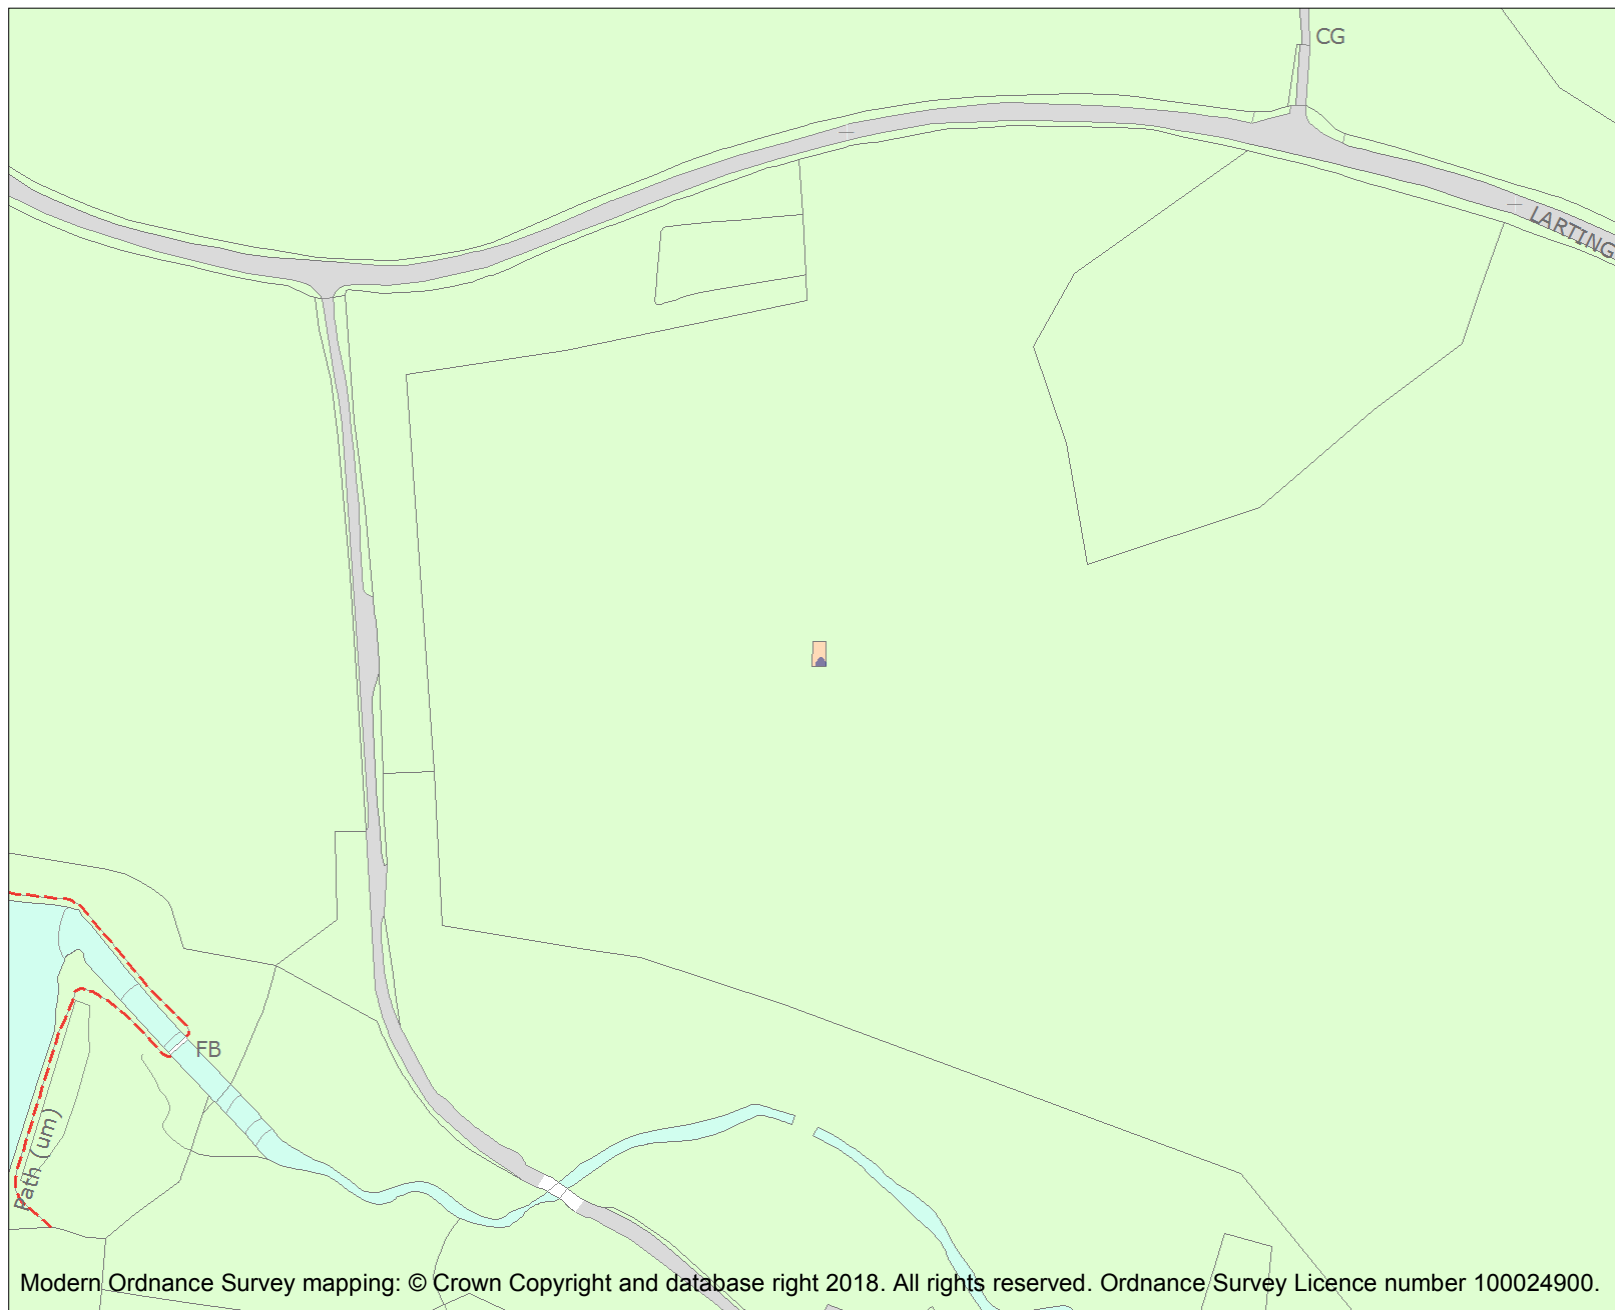 CG
LARTING
FB
Path (um)
Modern Ordnance Survey mapping: © Crown Copyright and database right 2018. All rights reserved. Ordnance Survey Licence number 100024900.